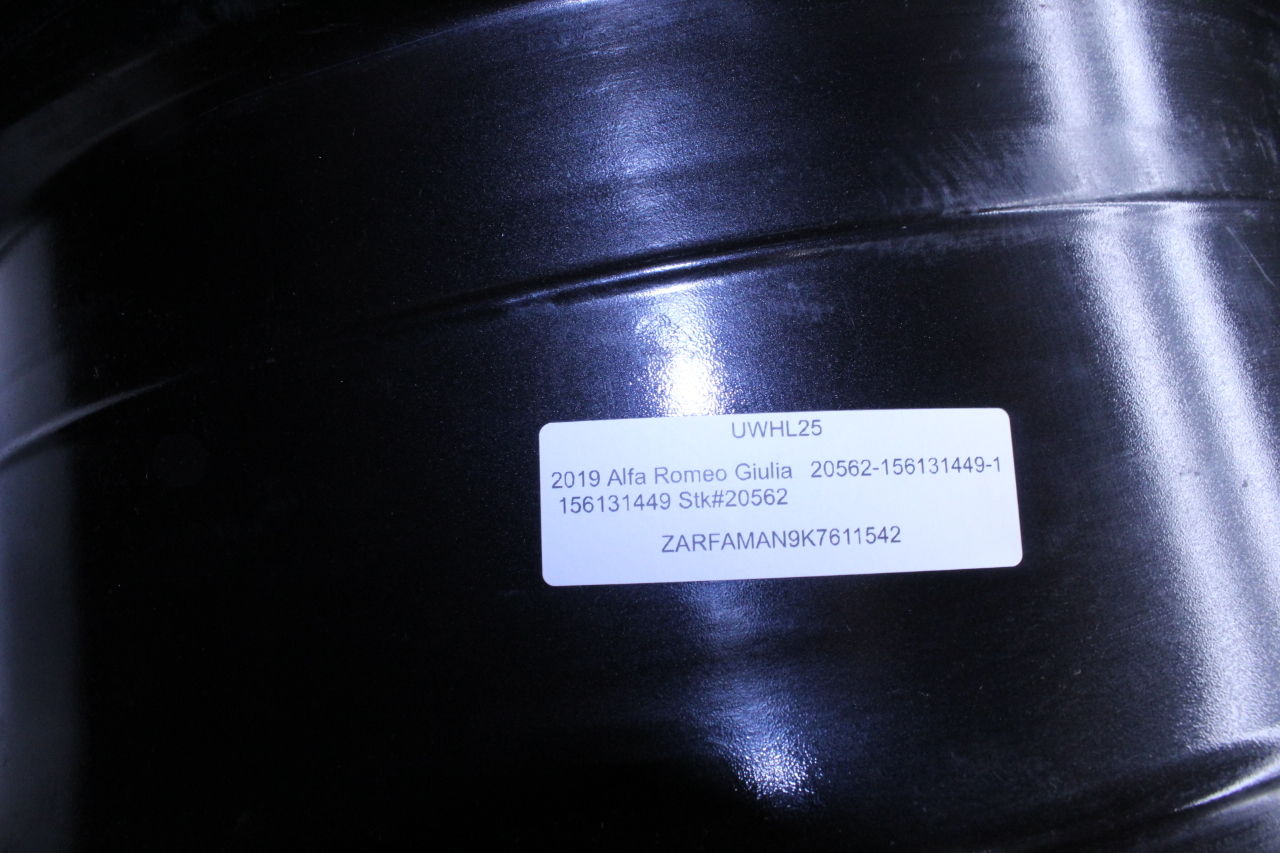 UWHL25
2019 Alfa Romeo Giulia 20562-156131449-1
156131449 Stk#20562
ZARFAMAN9K7611542